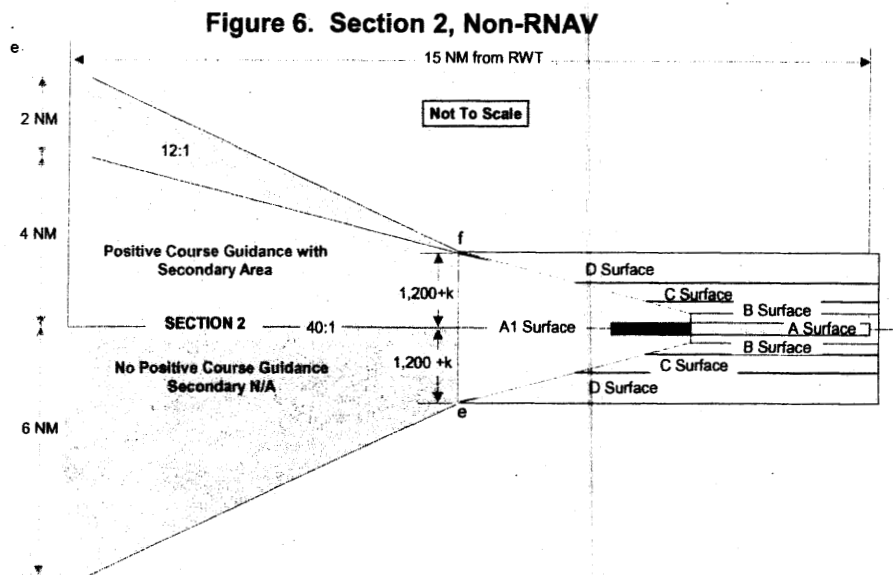 Figure 6. Section 2, Non-RNAV
e
15 NM from RWT
2 NM
Not To Scale
12:1
4 NM
f
Positive Course Guidance with
Secondary Area
D Surface
1,200+k
C Surface
B Surface
SECTION 2
40:1
A1 Surface
A Surface
B Surface
No Positive Course Guidance
Secondary N/A
1,200 +k
C Surface
D Surface
e
6 NM